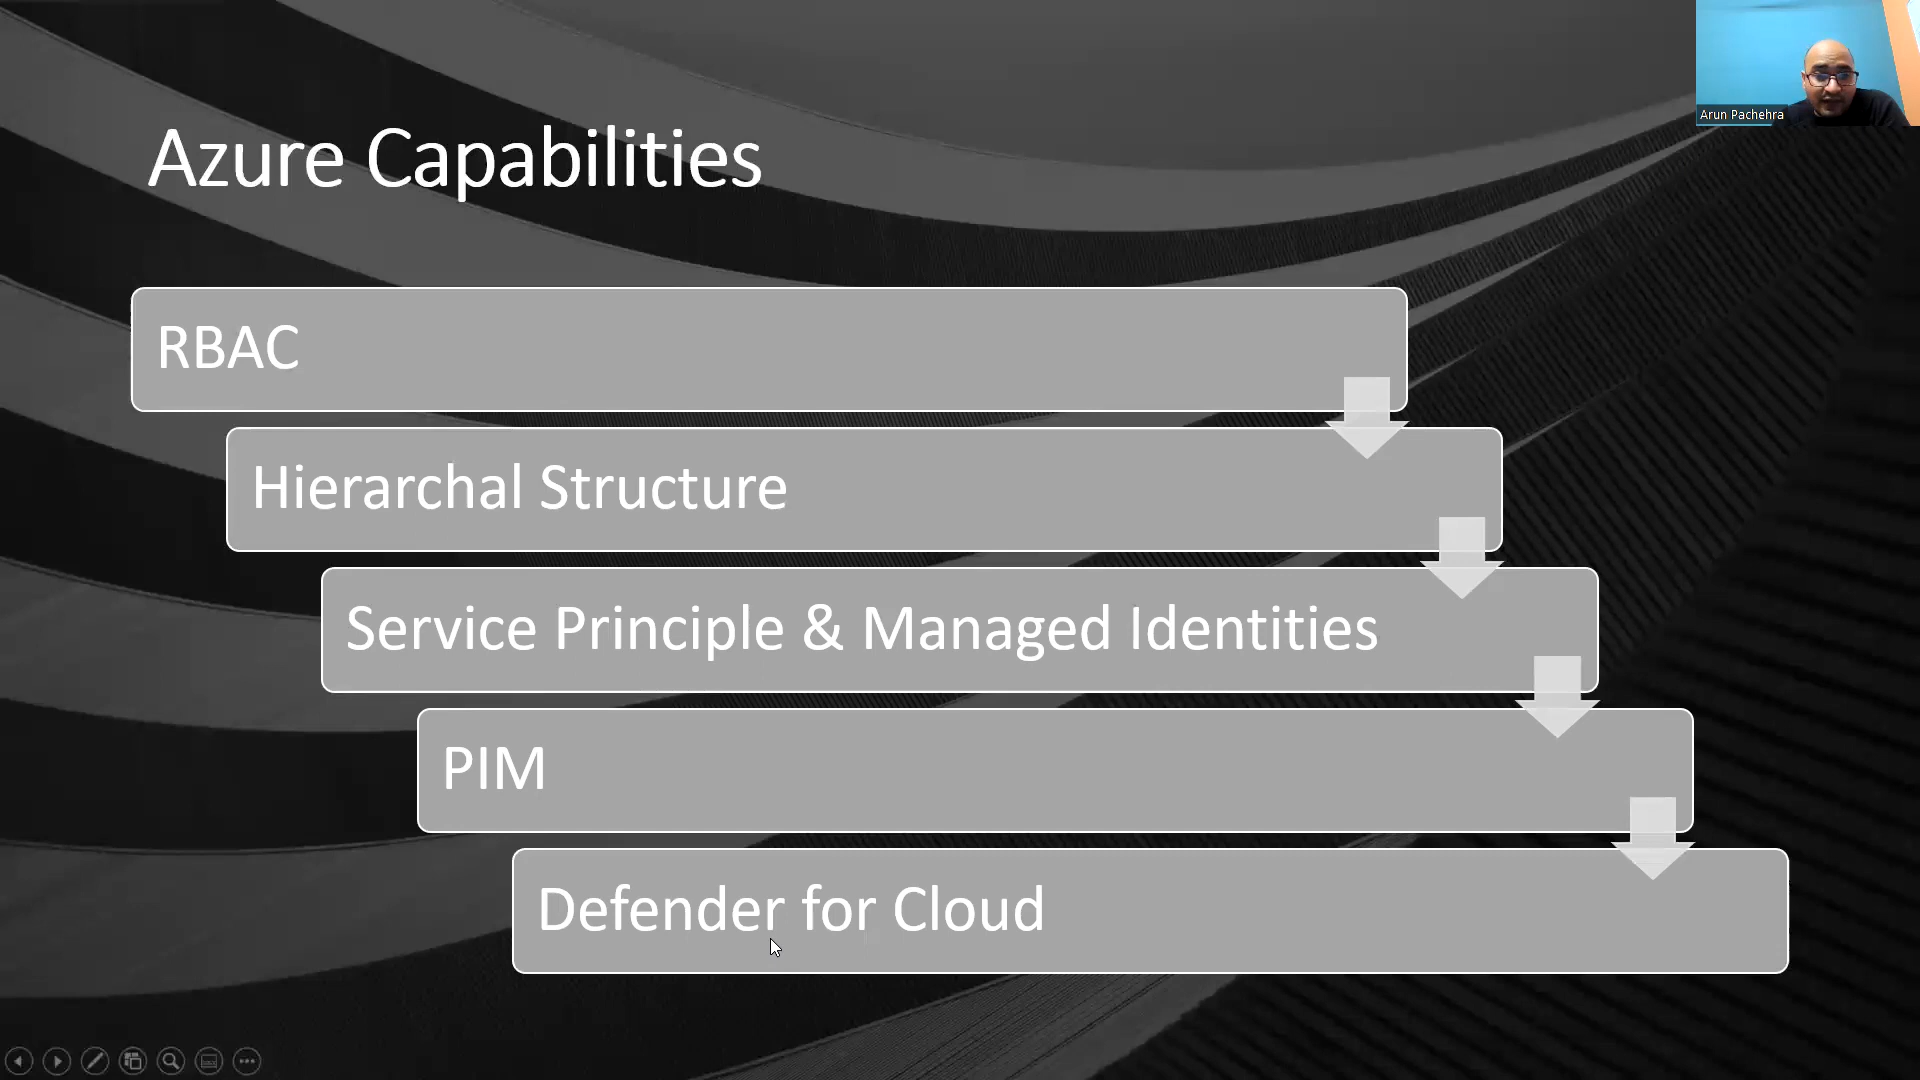 Azure Capabilities
Arun Pachehra
RBAC
Hierarchal Structure
Service Principle & Managed Identities
PIM
Defender for Cloud